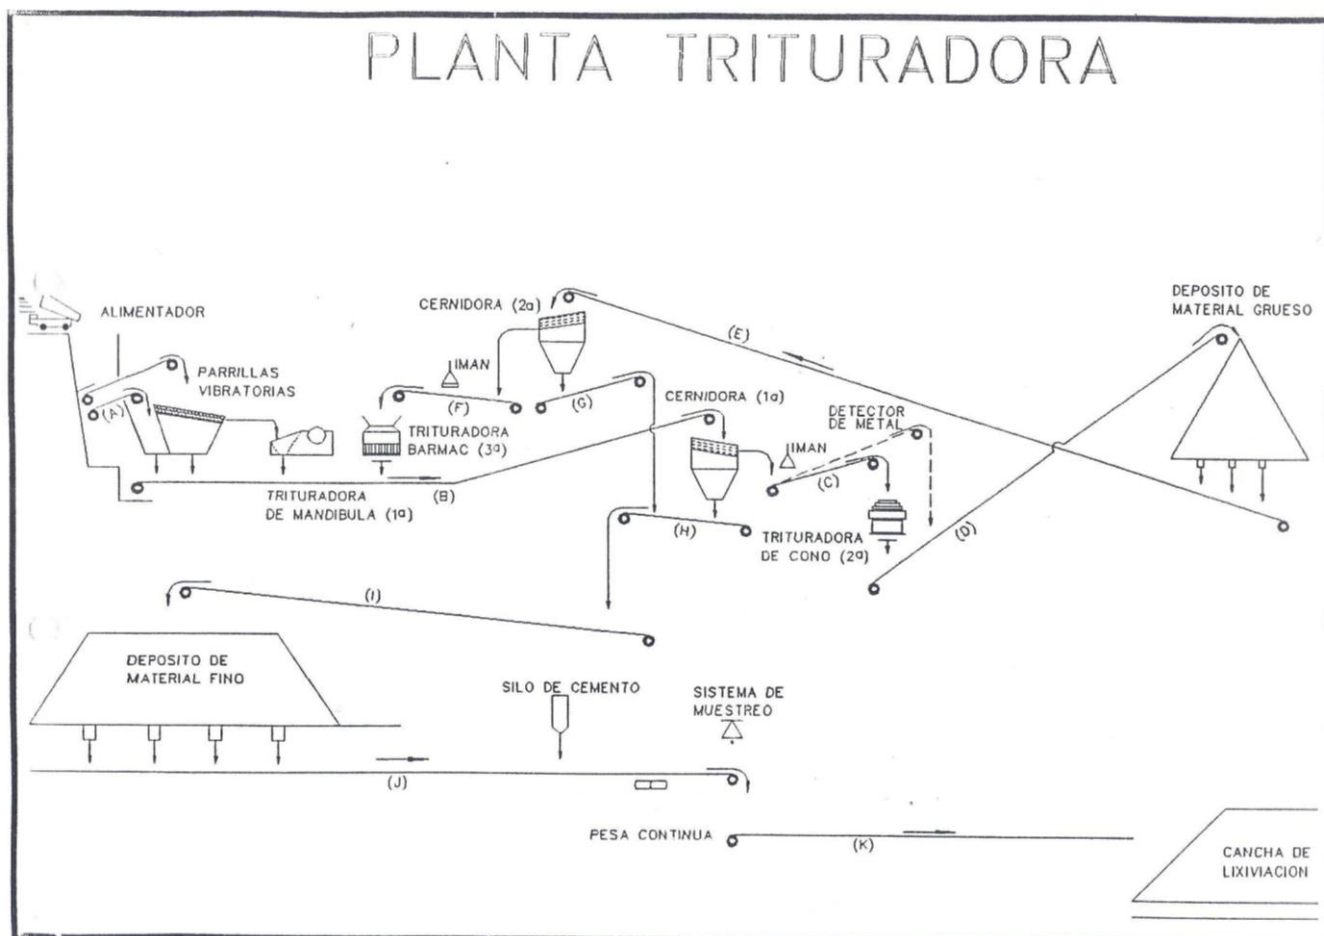 PLANTA TRITURADORA
ALIMENTADOR
CERNIDORA (2a)
DEPOSITO DE
MATERIAL GRUESO
(E)
PARRILLAS
VIBRATORIAS
IMAN
(A)
(F)
(G)
CERNIDORA (1a)
DETECTOR
DE METAL
TRITURADORA
BARMAC (3a)
IMAN
(C)
(B)
TRITURADORA
DE MANDIBULA (1a)
(H)
TRITURADORA
DE CONO (2a)
(D)
(I)
DEPOSITO DE
MATERIAL FINO
SILO DE CEMENTO
SISTEMA DE
MUESTREO
(J)
PESA CONTINUA
(K)
CANCHA DE
LIXIVIACION